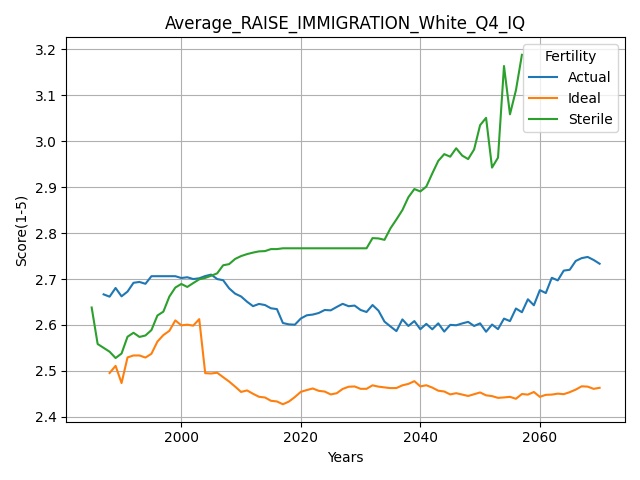 Average_RAISE_IMMIGRATION_White_Q4_IQ
Fertility
Actual
Ideal
Sterile
Score(1-5)
3.2
3.1
3.0
2.9
2.8
2.7
2.6
2.5
2.4
2000
2020
2040
2060
Years